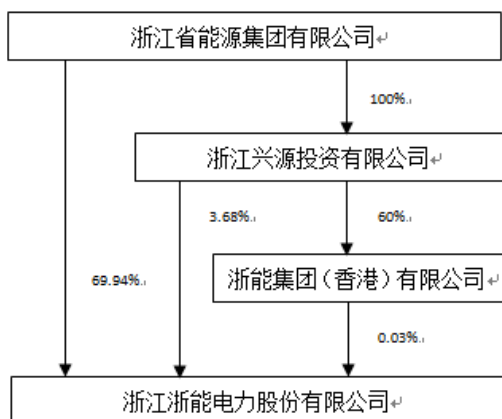 浙江省能源集团有限公司
100%
浙江兴源投资有限公司
3.68%
60%
69.94%
浙能集团（香港）有限公司
0.03%
浙江浙能电力股份有限公司